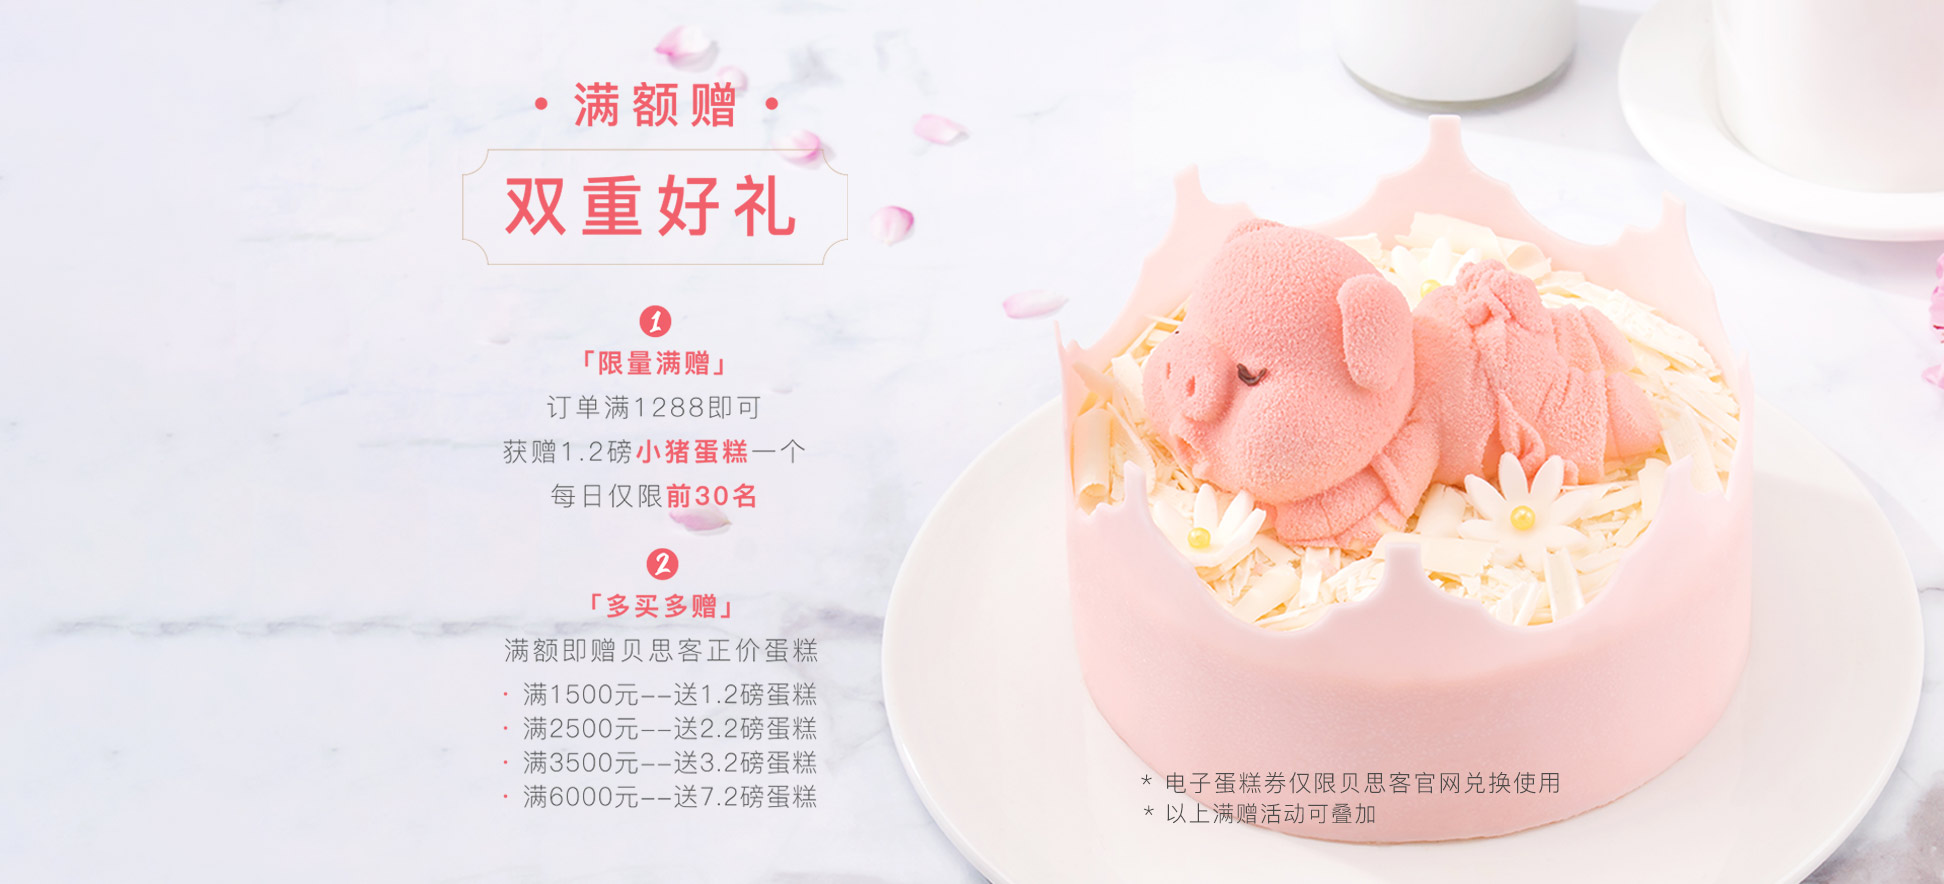 • 满额赠 •
双重好礼
1
「限量满赠」
订单满1288即可
获赠1.2磅小猪蛋糕一个
每日仅限前30名
2
「多买多赠」
满额即赠贝思客正价蛋糕
· 满1500元--送1.2磅蛋糕
· 满2500元--送2.2磅蛋糕
· 满3500元--送3.2磅蛋糕
· 满6000元--送7.2磅蛋糕
* 电子蛋糕券仅限贝思客官网兑换使用
* 以上满赠活动可叠加